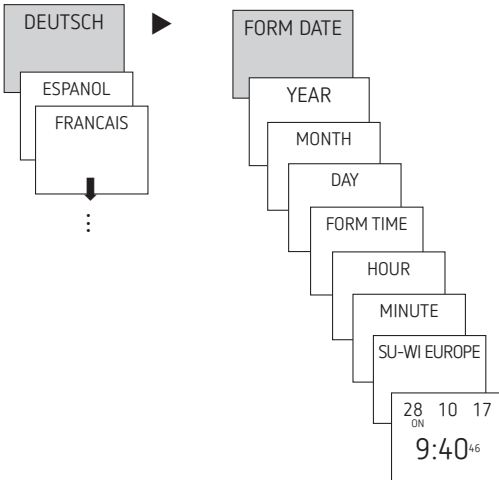 DEUTSCH
ESPANOL
FRANCAIS
FORM DATE
YEAR
MONTH
DAY
FORM TIME
HOUR
MINUTE
SU-WI EUROPE
28 10 17
ON
9:40 46